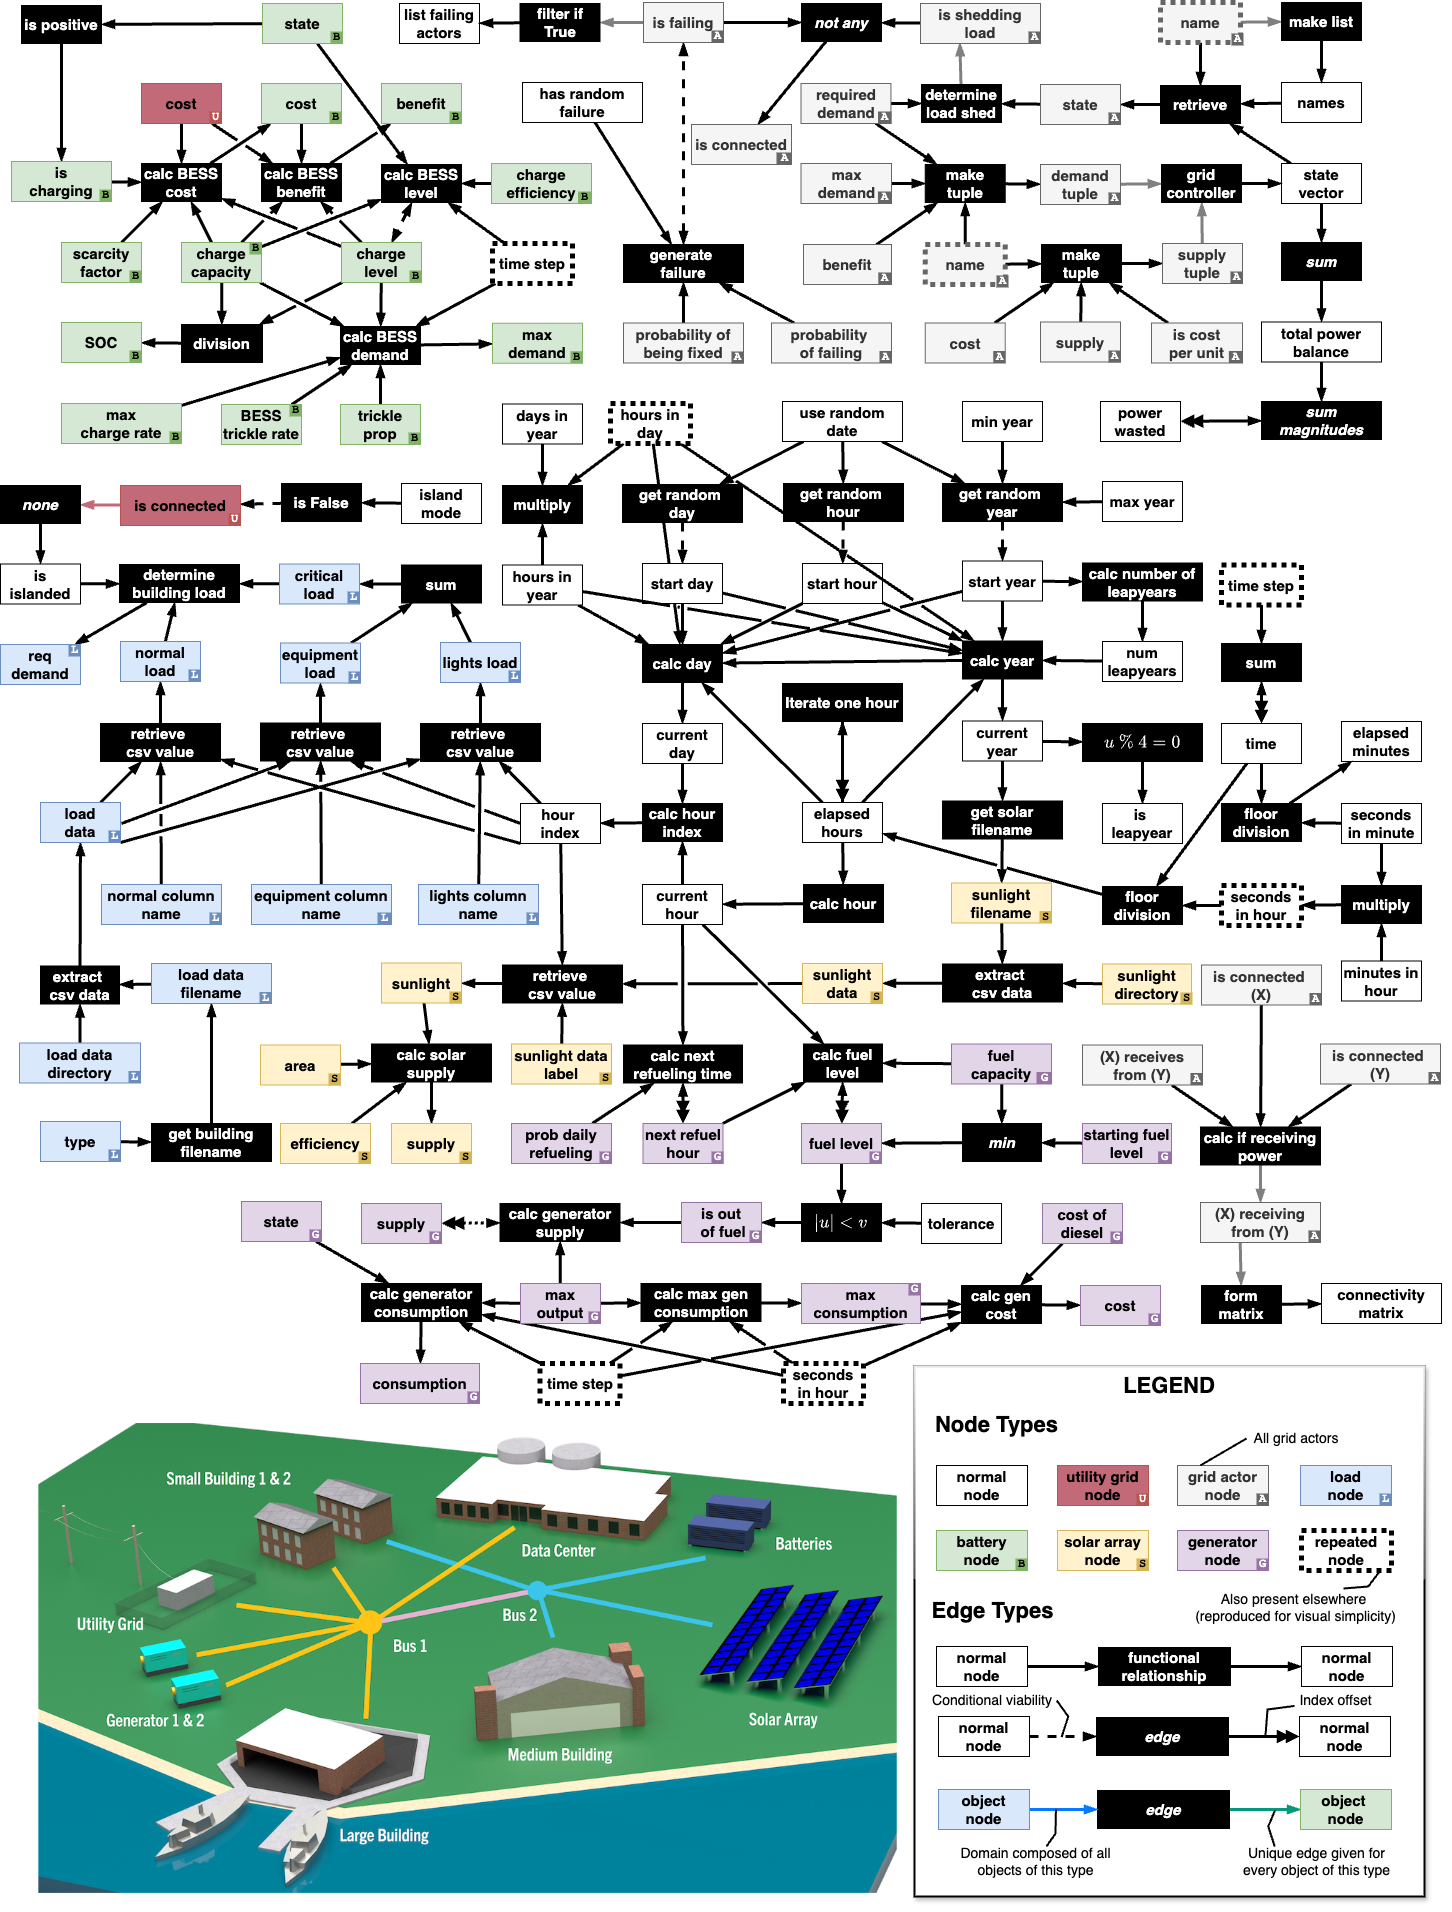 is positive
state
B
list failing
actors
filter if
True
is failing
A
not any
is shedding
load
A
name
A
make list
cost
U
cost
B
benefit
B
has random
failure
required
demand
A
determine
load shed
state
A
retrieve
names
is connected
A
is
charging
B
calc BESS
cost
calc BESS
benefit
calc BESS
level
charge
efficiency
B
max
demand
A
make
tuple
demand
tuple
A
grid
controller
state
vector
scarcity
factor
B
charge
capacity
B
charge
level
B
time step
generate
failure
benefit
A
name
A
make
tuple
supply
tuple
A
sum
SOC
B
division
calc BESS
demand
max
demand
B
probability of
being fixed
A
probability
of failing
A
cost
A
supply
A
is cost
per unit
A
total power
balance
max
charge rate
B
BESS
trickle rate
B
trickle
prop
B
days in
year
hours in
day
use random
date
min year
power
wasted
sum
magnitudes
none
is connected
U
is False
island
mode
multiply
get random
day
get random
hour
get random
year
max year
is
islanded
determine
building load
critical
load
L
sum
hours in
year
start day
start hour
start year
calc number of
leapyears
time step
req
demand
L
normal
load
L
equipment
load
L
lights load
L
calc day
calc year
num
leapyears
sum
Iterate one hour
retrieve
csv value
retrieve
csv value
retrieve
csv value
current
day
current
year
u % 4 = 0
time
elapsed
minutes
load
data
L
hour
index
calc hour
index
elapsed
hours
get solar
filename
is
leapyear
floor
division
seconds
in minute
normal column
name
L
equipment column
name
L
lights column
name
L
current
hour
calc hour
sunlight
filename
S
floor
division
seconds
in hour
multiply
extract
csv data
load data
filename
L
sunlight
S
retrieve
csv value
sunlight
data
S
extract
csv data
sunlight
directory
S
is connected
(X)
A
minutes in
hour
load data
directory
L
area
S
calc solar
supply
sunlight data
label
S
calc next
refueling time
calc fuel
level
fuel
capacity
G
(X) receives
from (Y)
A
is connected
(Y)
A
type
L
get building
filename
efficiency
S
supply
S
prob daily
refueling
G
next refuel
hour
G
fuel level
G
min
starting fuel
level
G
calc if receiving
power
state
G
supply
G
calc generator
supply
is out
of fuel
G
|u| < v
tolerance
cost of
diesel
G
(X) receiving
from (Y)
A
calc generator
consumption
max
output
G
calc max gen
consumption
max
consumption
G
calc gen
cost
cost
G
form
matrix
connectivity
matrix
consumption
G
time step
seconds
in hour
LEGEND
Node Types
All grid actors
normal
node
utility grid
node
U
grid actor
node
A
load
node
L
battery
node
B
solar array
node
S
generator
node
G
repeated
node
Also present elsewhere
(reproduced for visual simplicity)
Edge Types
normal
node
functional
relationship
normal
node
Conditional viability
Index offset
normal
node
edge
normal
node
object
node
edge
object
node
Domain composed of all
objects of this type
Unique edge given for
every object of this type
Small Building 1 & 2
Data Center
Batteries
Utility Grid
Bus 1
Bus 2
Generator 1 & 2
Medium Building
Solar Array
Large Building